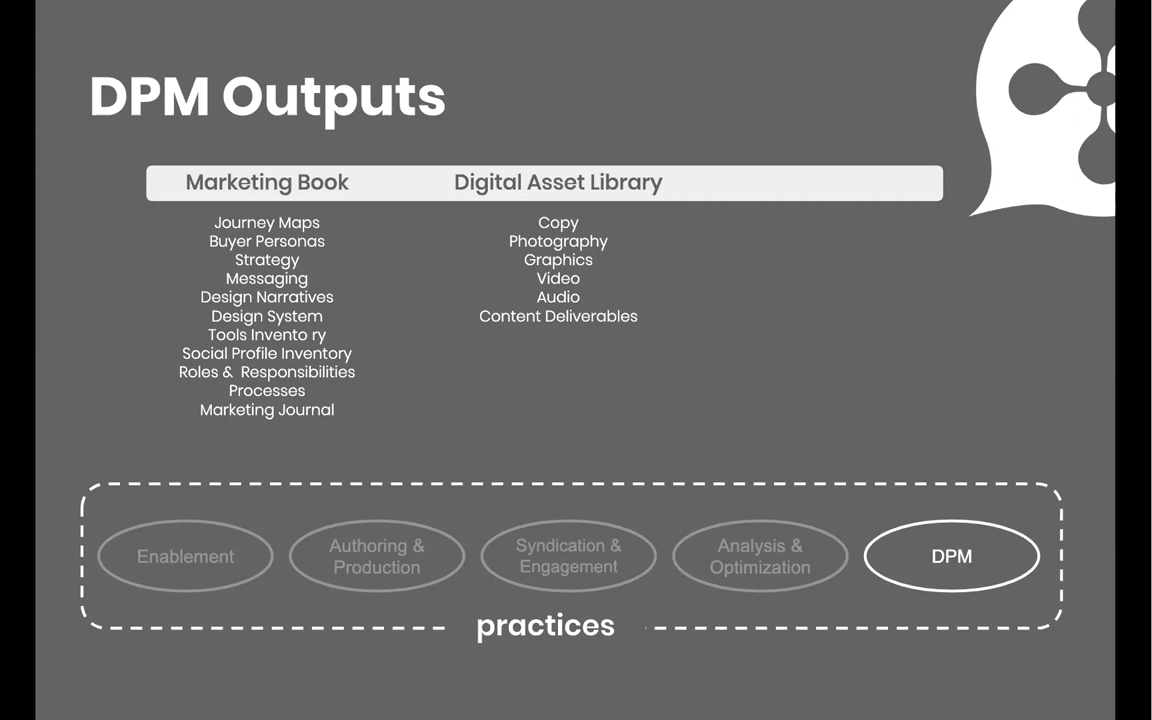 DPM Outputs
Marketing Book
Digital Asset Library
Journey Maps
Buyer Personas
Strategy
Messaging
Design Narratives
Design System
Tools Invento ry
Social Profile Inventory
Roles &  Responsibilities
Processes
Marketing Journal
Copy
Photography
Graphics
Video
Audio
Content Deliverables
Enablement
Authoring &
Production
Syndication &
Engagement
Analysis &
Optimization
DPM
practices